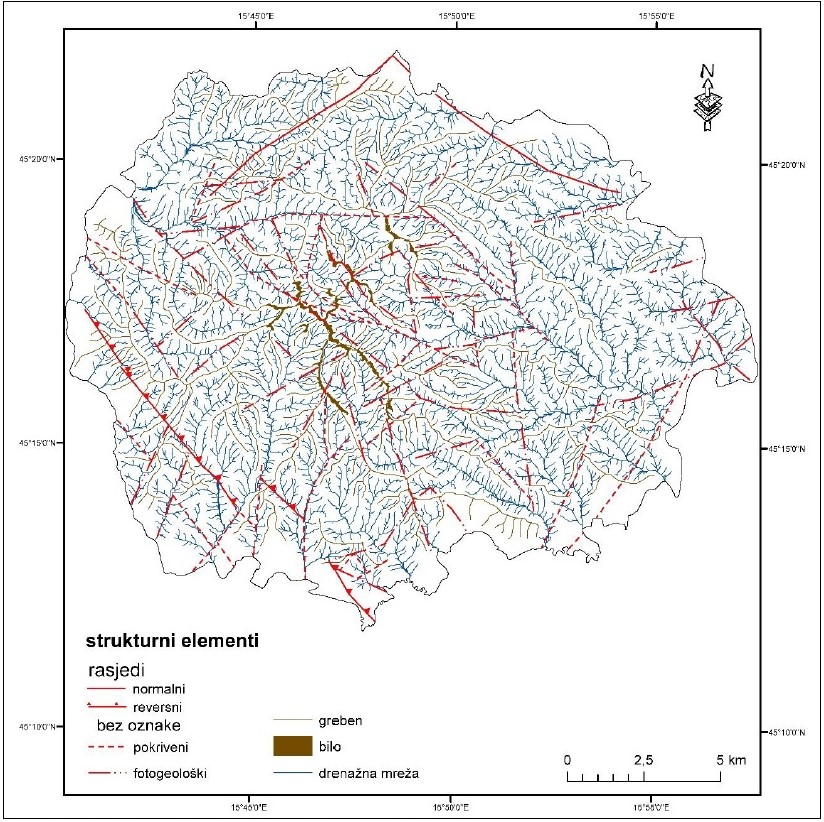 15°45'0"E 15°50'0"E 15°55'0"E
N
45°20'0"N 45°20'0"N
45°15'0"N 45°15'0"N
45°10'0"N 45°10'0"N
strukturni elementi
rasjedi
normalni
reversni
bez oznake
pokriveni
fotogeološki
greben
bilo
drenažna mreža
0 2,5 5 km
15°45'0"E 15°50'0"E 15°55'0"E